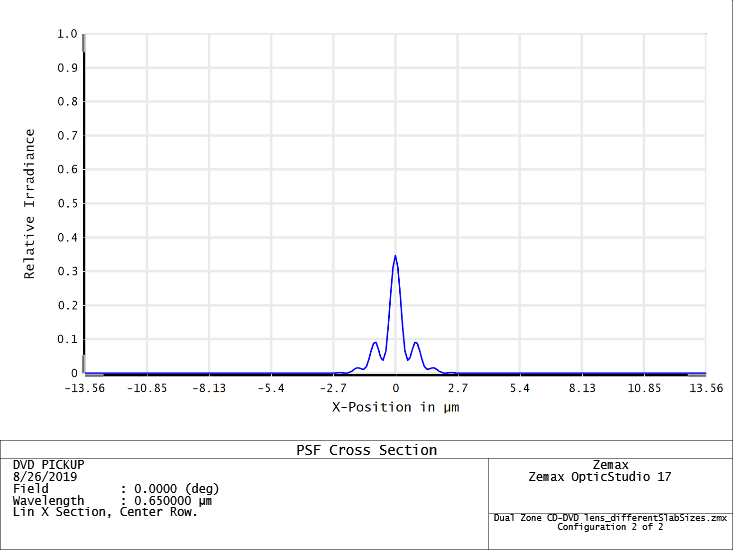 1.0
0.9
0.8
0.7
0.6
0.5
0.4
0.3
0.2
0.1
0
Relative Irradiance
-13.56 -10.85 -8.13 -5.4 -2.7 0 2.7 5.4 8.13 10.85 13.56
X-Position in µm
PSF Cross Section
DVD PICKUP
8/26/2019
Field : 0.0000 (deg)
Wavelength : 0.650000 µm
Lin X Section, Center Row.
Zemax
Zemax OpticStudio 17
Dual Zone CD-DVD lens_differentSlabSizes.zmx
Configuration 2 of 2